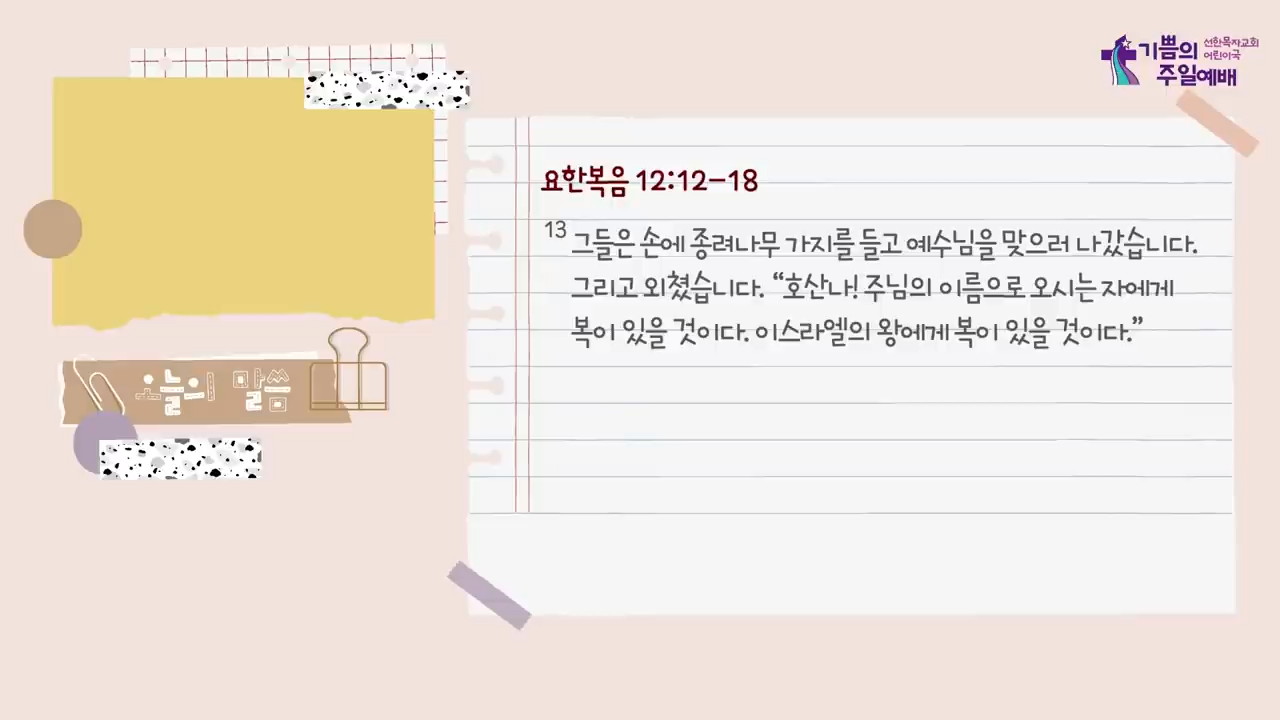 기쁨의
선한목자교회
어린이국
주일예배
요한복음 12:12-18
13 그들은 손에 종려나무 가지를 들고 예수님을 맞으러 나갔습니다.
그리고 외쳤습니다. “호산나! 주님의 이름으로 오시는 자에게
복이 있을 것이다. 이스라엘의 왕에게 복이 있을 것이다.”
오늘의 말씀